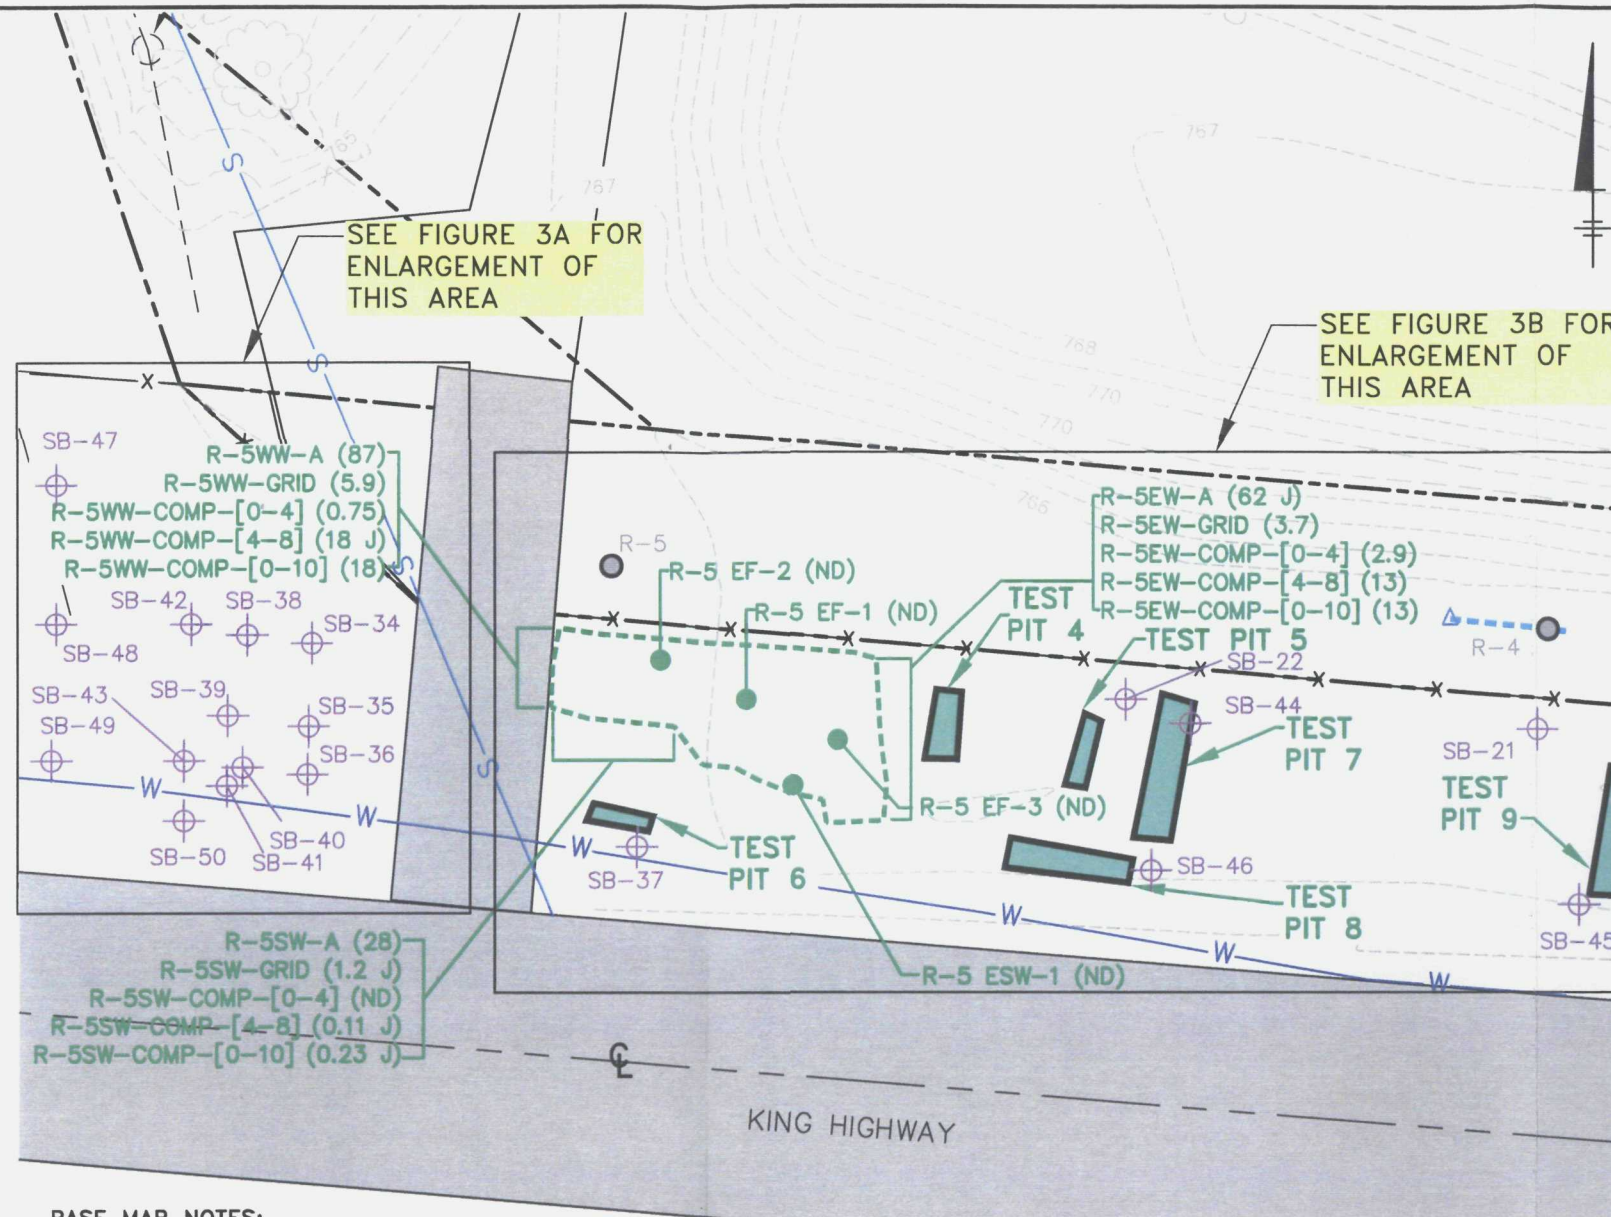 765
767
767
SEE FIGURE 3A FOR
ENLARGEMENT OF
THIS AREA
SEE FIGURE 3B FOR
ENLARGEMENT OF
THIS AREA
768
770
770
766
S
S
S
S
X
SB-47
R-5WW-A (87)
R-5WW-GRID (5.9)
R-5WW-COMP-[0-4] (0.75)
R-5WW-COMP-[4-8] (18 J)
R-5WW-COMP-[0-10] (18)
R-5EW-A (62 J)
R-5EW-GRID (3.7)
R-5EW-COMP-[0-4] (2.9)
R-5EW-COMP-[4-8] (13)
R-5EW-COMP-[0-10] (13)
R-5
R-5 EF-2 (ND)
R-5 EF-1 (ND)
TEST
PIT 4
TEST PIT 5
R-4
SB-42
SB-38
SB-34
SB-48
SB-22
SB-44
SB-39
SB-43
SB-35
SB-49
SB-36
TEST
PIT 7
SB-21
TEST
PIT 9
R-5 EF-3 (ND)
W
W
W
W
W
W
SB-40
SB-50
SB-41
SB-37
TEST
PIT 6
SB-46
TEST
PIT 8
SB-45
R-5SW-A (28)
R-5SW-GRID (1.2 J)
R-5SW-COMP-[0-4] (ND)
R-5SW-COMP-[4-8] (0.11 J)
R-5SW-COMP-[0-10] (0.23 J)
R-5 ESW-1 (ND)
X X X X X X X X X
CL
KING HIGHWAY
BASE MAP NOTES: